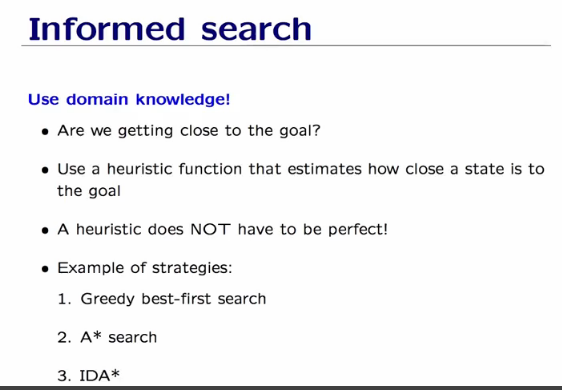 Informed search
Use domain knowledge!
• Are we getting close to the goal?
• Use a heuristic function that estimates how close a state is to
the goal
• A heuristic does NOT have to be perfect!
• Example of strategies:
1. Greedy best-first search
2. A* search
3. IDA*